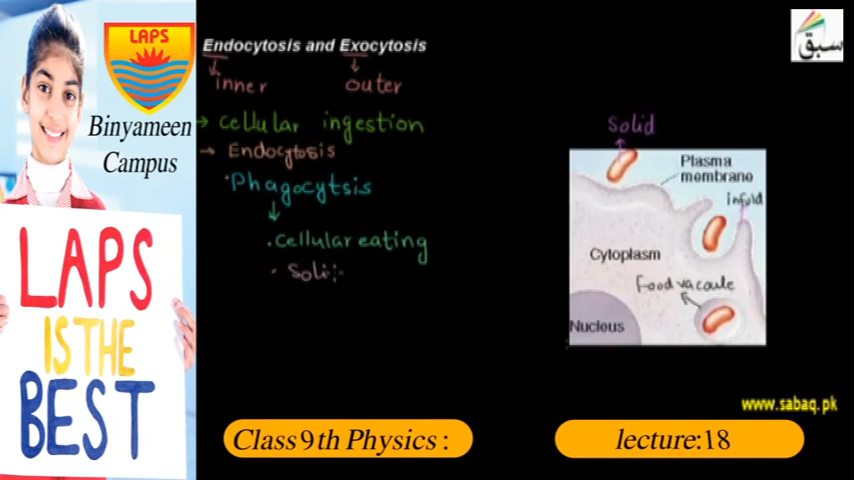 LAPS
Binyameen
Campus
LAPS
IS THE
BEST
Endocytosis and Exocytosis
inner
outer
cellular ingestion
Endocytosis
Phagocytsis
cellular eating
Soli
Solid
Plasma
membrane
infold
Cytoplasm
Food vacoule
Nucleus
سبق
www.sabaq.pk
Class 9th Physics :
lecture:18